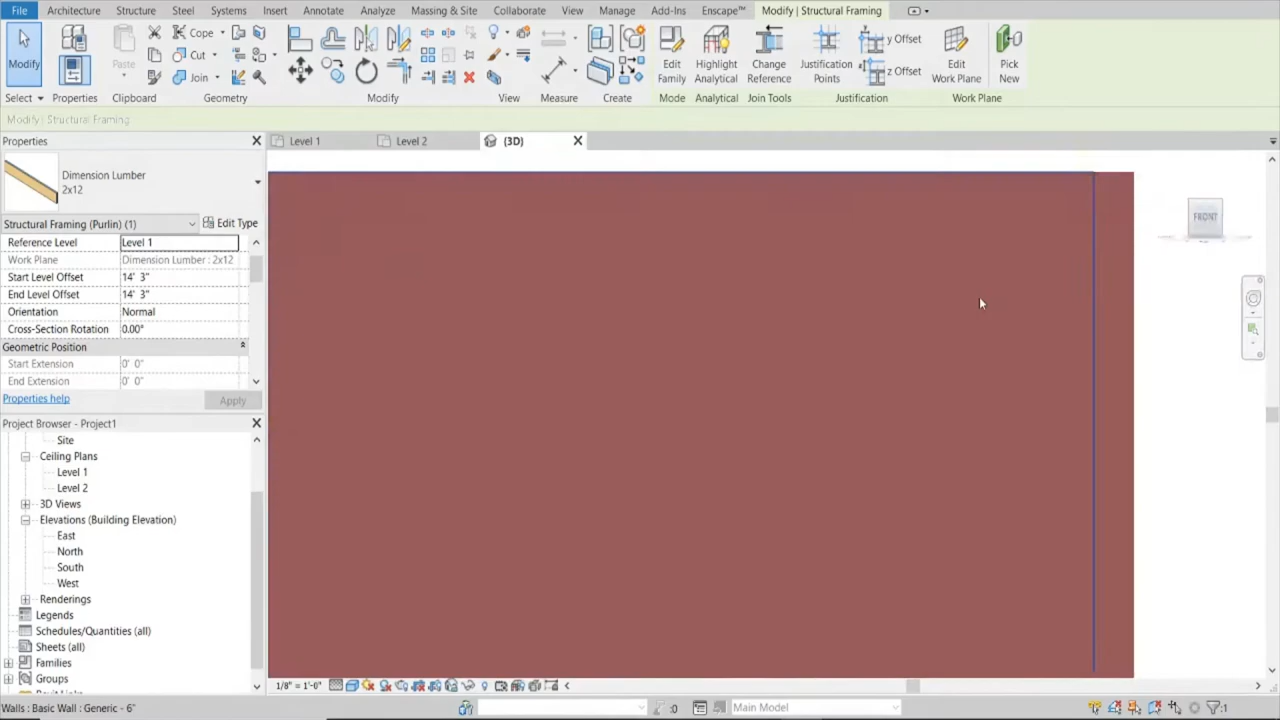 File Architecture Structure Steel Systems Insert Annotate Analyze Massing & Site Collaborate View Manage Add-Ins Enscape™ Modify | Structural Framing
Modify
Paste
Cope
Cut
Join
Edit Family
Highlight Analytical
Change Reference
Justification Points
y Offset
z Offset
Edit Work Plane
Pick New
Select Properties Clipboard Geometry Modify View Measure Create Mode Analytical Join Tools Justification Work Plane
Modify | Structural Framing
Properties
Level 1
Level 2
(3D)
Dimension Lumber
2x12
Structural Framing (Purlin) (1)
Edit Type
Reference Level Level 1
Work Plane Dimension Lumber : 2x12
Start Level Offset 14' 3"
End Level Offset 14' 3"
Orientation Normal
Cross-Section Rotation 0.00°
Geometric Position
Start Extension 0' 0"
End Extension 0' 0"
Properties help
Apply
FRONT
Project Browser - Project1
Site
Ceiling Plans
Level 1
Level 2
3D Views
Elevations (Building Elevation)
East
North
South
West
Renderings
Legends
Schedules/Quantities (all)
Sheets (all)
Families
Groups
Revit Links
1/8" = 1'-0"
Walls : Basic Wall : Generic - 6"
:0
Main Model
:1